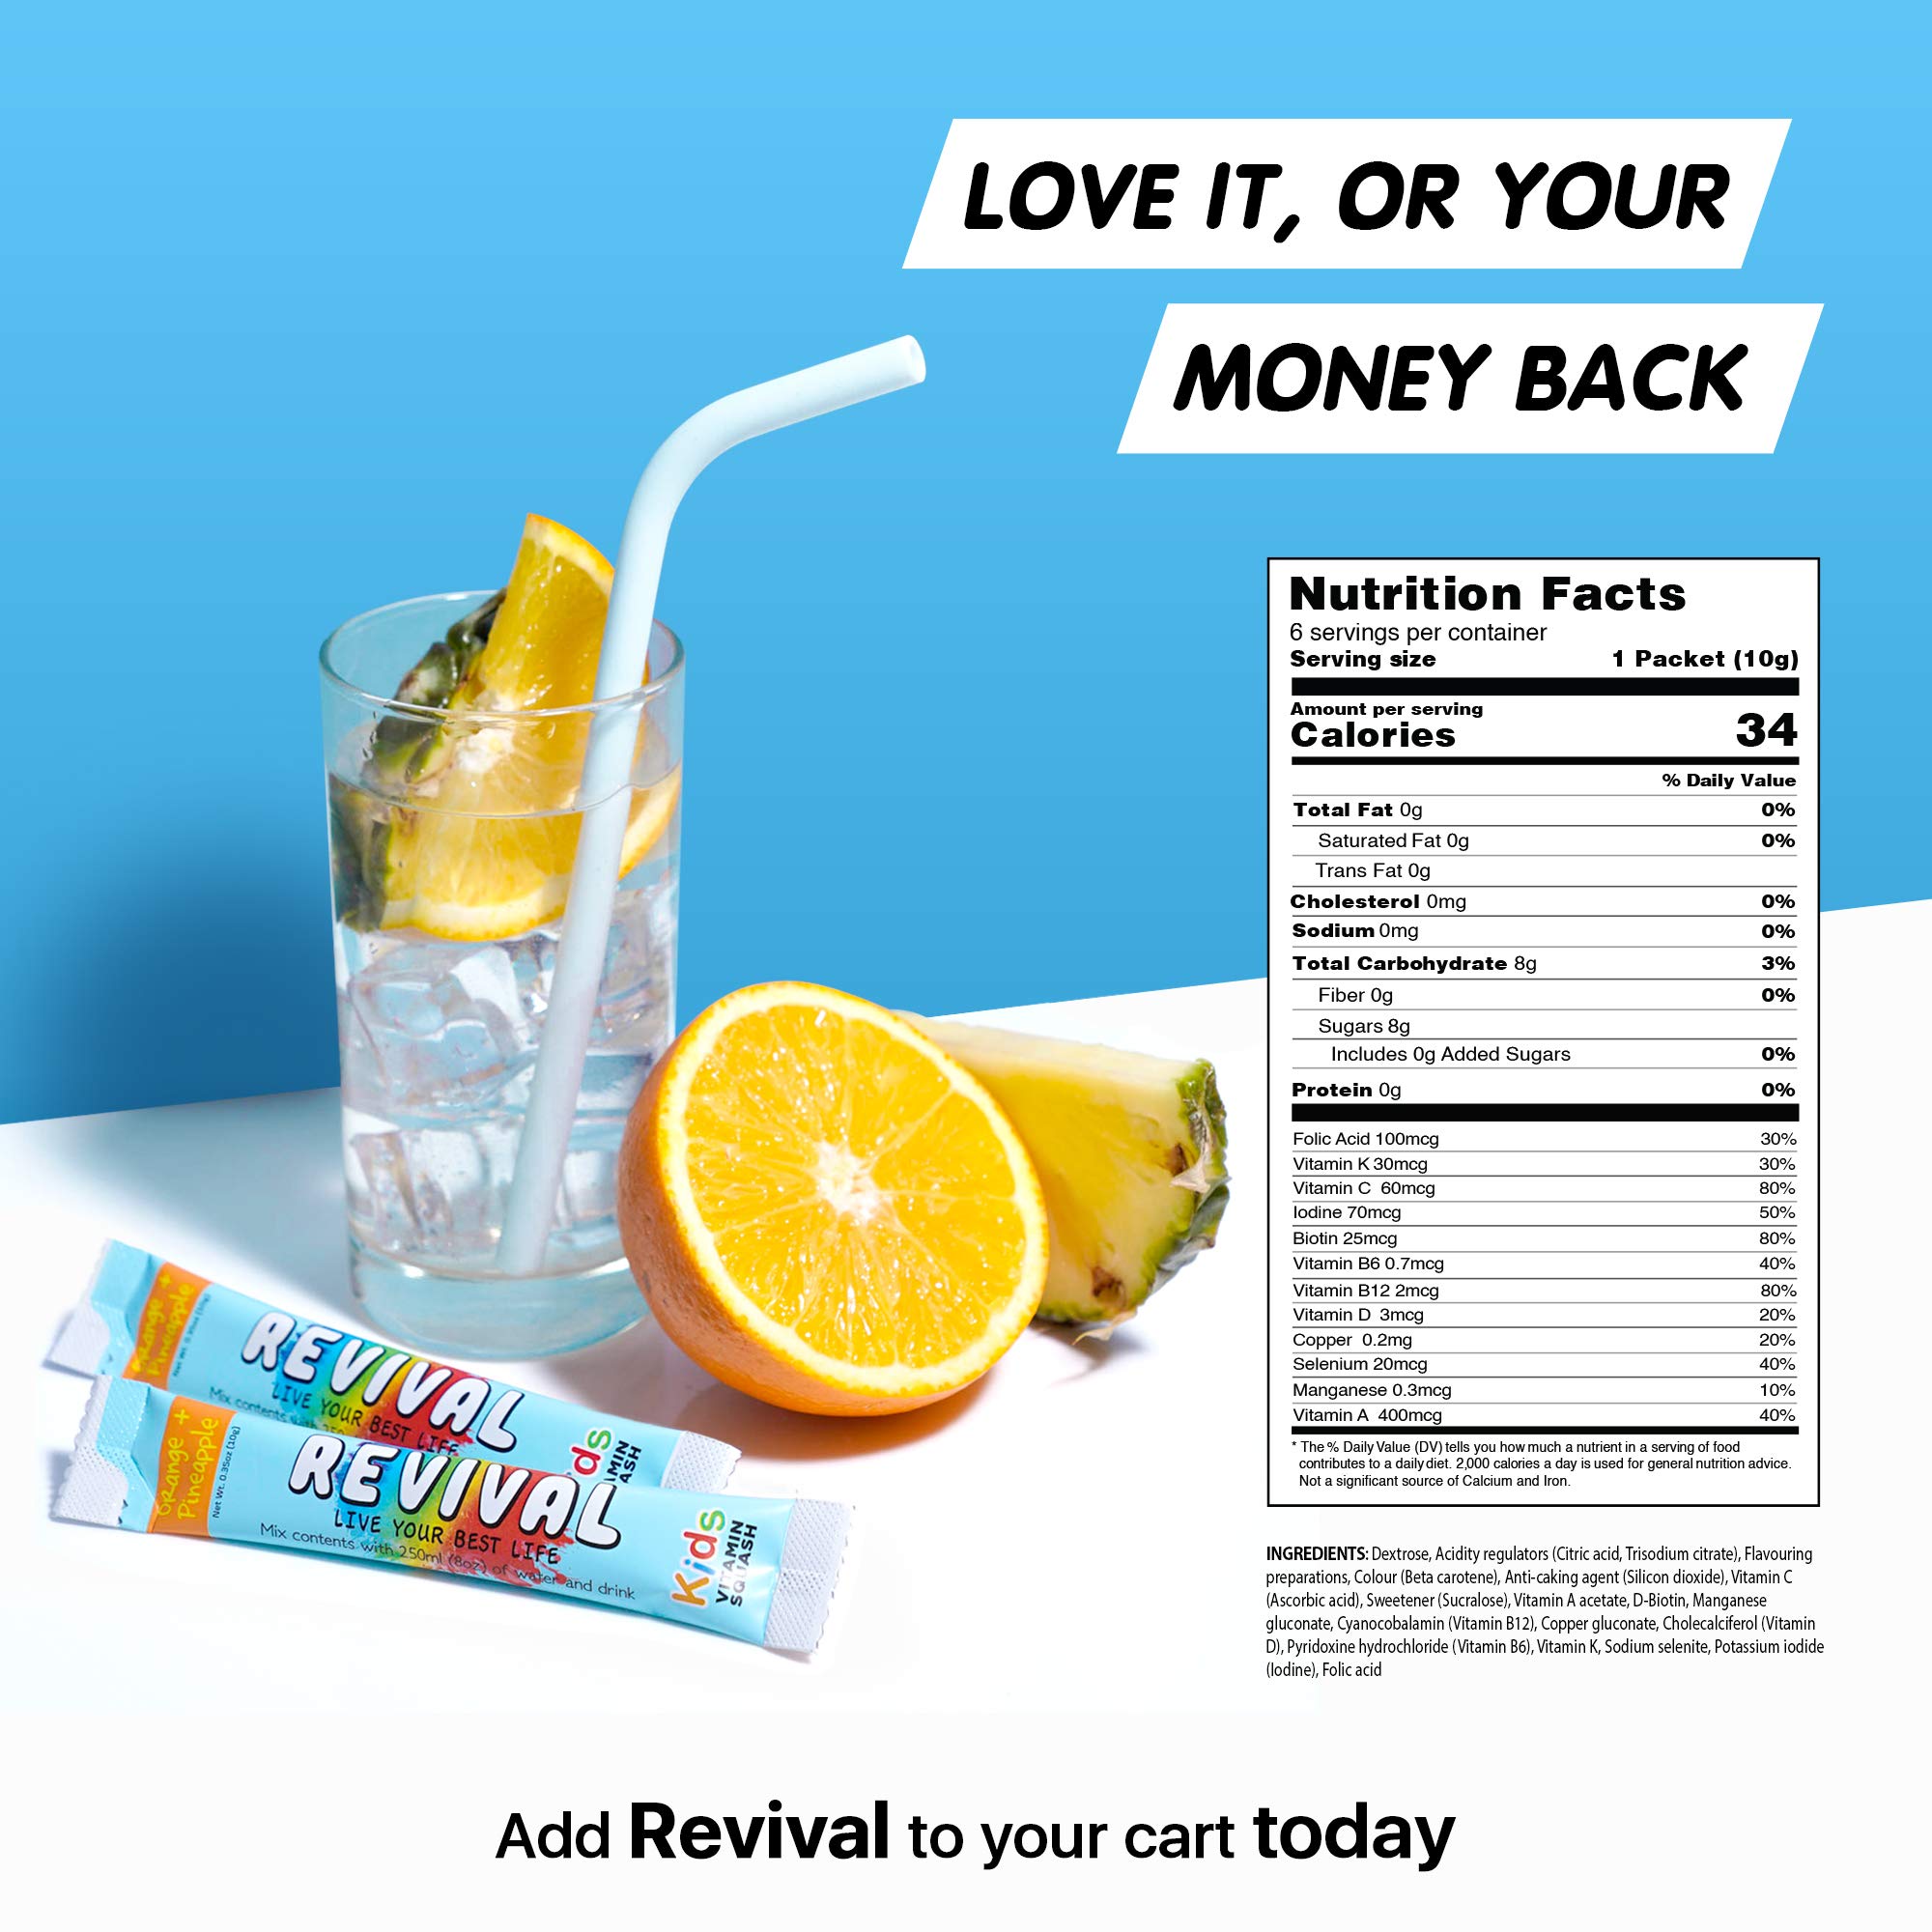 LOVE IT, OR YOUR
MONEY BACK
Nutrition Facts
6 servings per container
Serving size 1 Packet (10g)
Amount per serving
Calories 34
% Daily Value
Total Fat 0g 0%
Saturated Fat 0g 0%
Trans Fat 0g
Cholesterol 0mg 0%
Sodium 0mg 0%
Total Carbohydrate 8g 3%
Fiber 0g 0%
Sugars 8g
Includes 0g Added Sugars 0%
Protein 0g 0%
Folic Acid 100mcg 30%
Vitamin K 30mcg 30%
Vitamin C 60mcg 80%
Iodine 70mcg 50%
Biotin 25mcg 80%
Vitamin B6 0.7mcg 40%
Vitamin B12 2mcg 80%
Vitamin D 3mcg 20%
Copper 0.2mg 20%
Selenium 20mcg 40%
Manganese 0.3mcg 10%
Vitamin A 400mcg 40%
* The % Daily Value (DV) tells you how much a nutrient in a serving of food
contributes to a daily diet. 2,000 calories a day is used for general nutrition advice.
Not a significant source of Calcium and Iron.
INGREDIENTS: Dextrose, Acidity regulators (Citric acid, Trisodium citrate), Flavouring
preparations, Colour (Beta carotene), Anti-caking agent (Silicon dioxide), Vitamin C
(Ascorbic acid), Sweetener (Sucralose), Vitamin A acetate, D-Biotin, Manganese
gluconate, Cyanocobalamin (Vitamin B12), Copper gluconate, Cholecalciferol (Vitamin
D), Pyridoxine hydrochloride (Vitamin B6), Vitamin K, Sodium selenite, Potassium iodide
(Iodine), Folic acid
Orange +
Pineapple
REVIVAL
LIVE YOUR BEST LIFE
Mix contents
ds
MIN
ASH
Orange +
Pineapple
Net Wt. 0.35oz (10g)
REVIVAL
LIVE YOUR BEST LIFE
Mix contents with 250ml (8oz) of water and drink
Kids
VITAMIN
SQUASH
Add Revival to your cart today